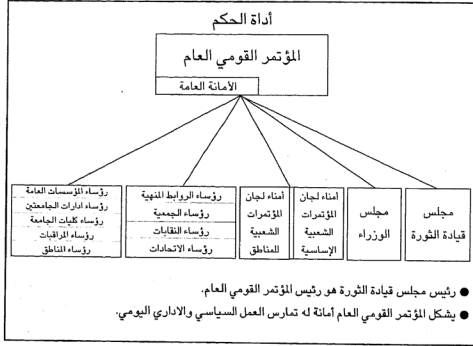 أداة الحكم
المؤتمر القومي العام
الأمانة العامة
مجلس
قيادة الثورة
مجلس
الوزراء
أمناء لجان
المؤتمرات
الشعبية
الإساسية
أمناء لجان
المؤتمرات
الشعبية
للمناطق
رؤساء الروابط المنهية
رؤساء الجمعية
رؤساء النقابات
رؤساء الاتحادات
رؤساء المؤسسات العامة
رؤساء ادارات الجامعتين
رؤساء كليات الجامعة
رؤساء المراقبات
رؤساء المناطق
● رئيس مجلس قيادة الثورة هو رئيس المؤتمر القومي العام.
● يشكل المؤتمر القومي العام أمانة له تمارس العمل السياسي والاداري اليومي.